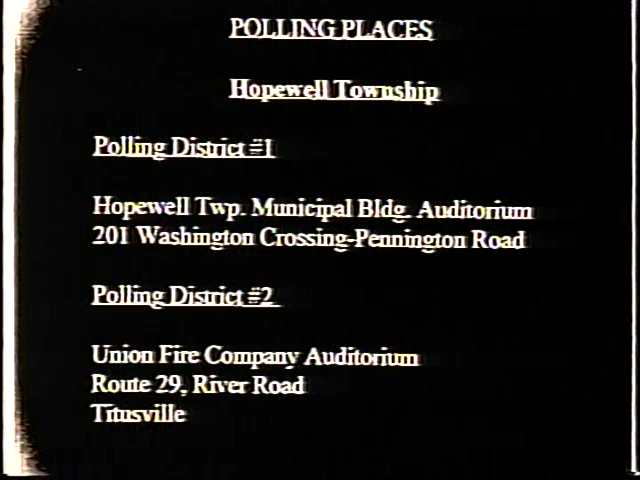 POLLING PLACES
Hopewell Township
Polling District #1
Hopewell Twp. Municipal Bldg. Auditorium
201 Washington Crossing-Pennington Road
Polling District #2
Union Fire Company Auditorium
Route 29, River Road
Titusville